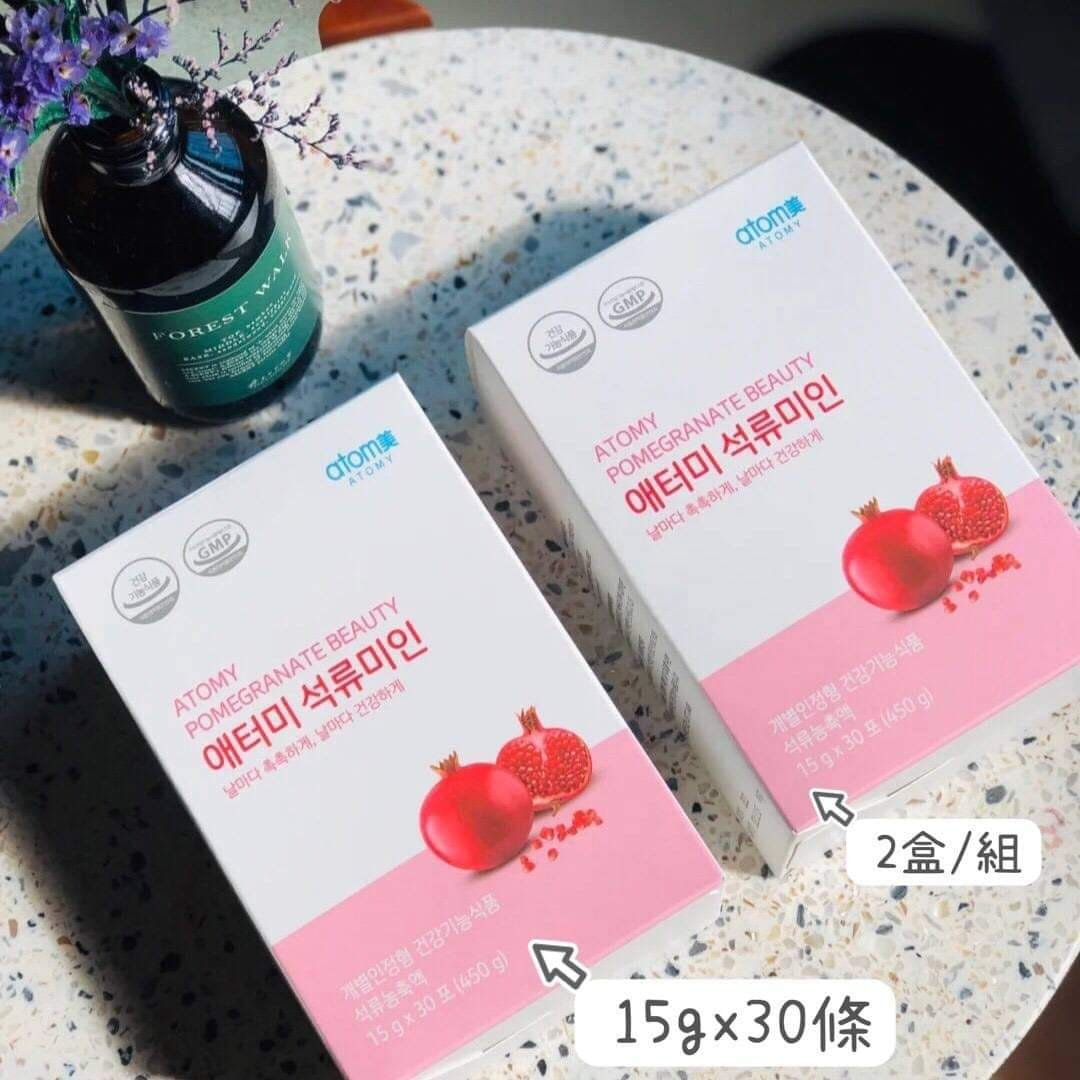 FOREST WALK
atom美
ATOMY
건강
기능식품
GMP
ATOMY
POMEGRANATE BEAUTY
애터미 석류미인
날마다 촉촉하게, 날마다 건강하게
개별인정형 건강기능식품
석류농축액
15 g x 30 포 (450 g)
atom美
ATOMY
건강
기능식품
GMP
ATOMY
POMEGRANATE BEAUTY
애터미 석류미인
날마다 촉촉하게, 날마다 건강하게
개별인정형 건강기능식품
석류농축액
15 g x 30 포 (450 g)
2盒/組
15gx30條